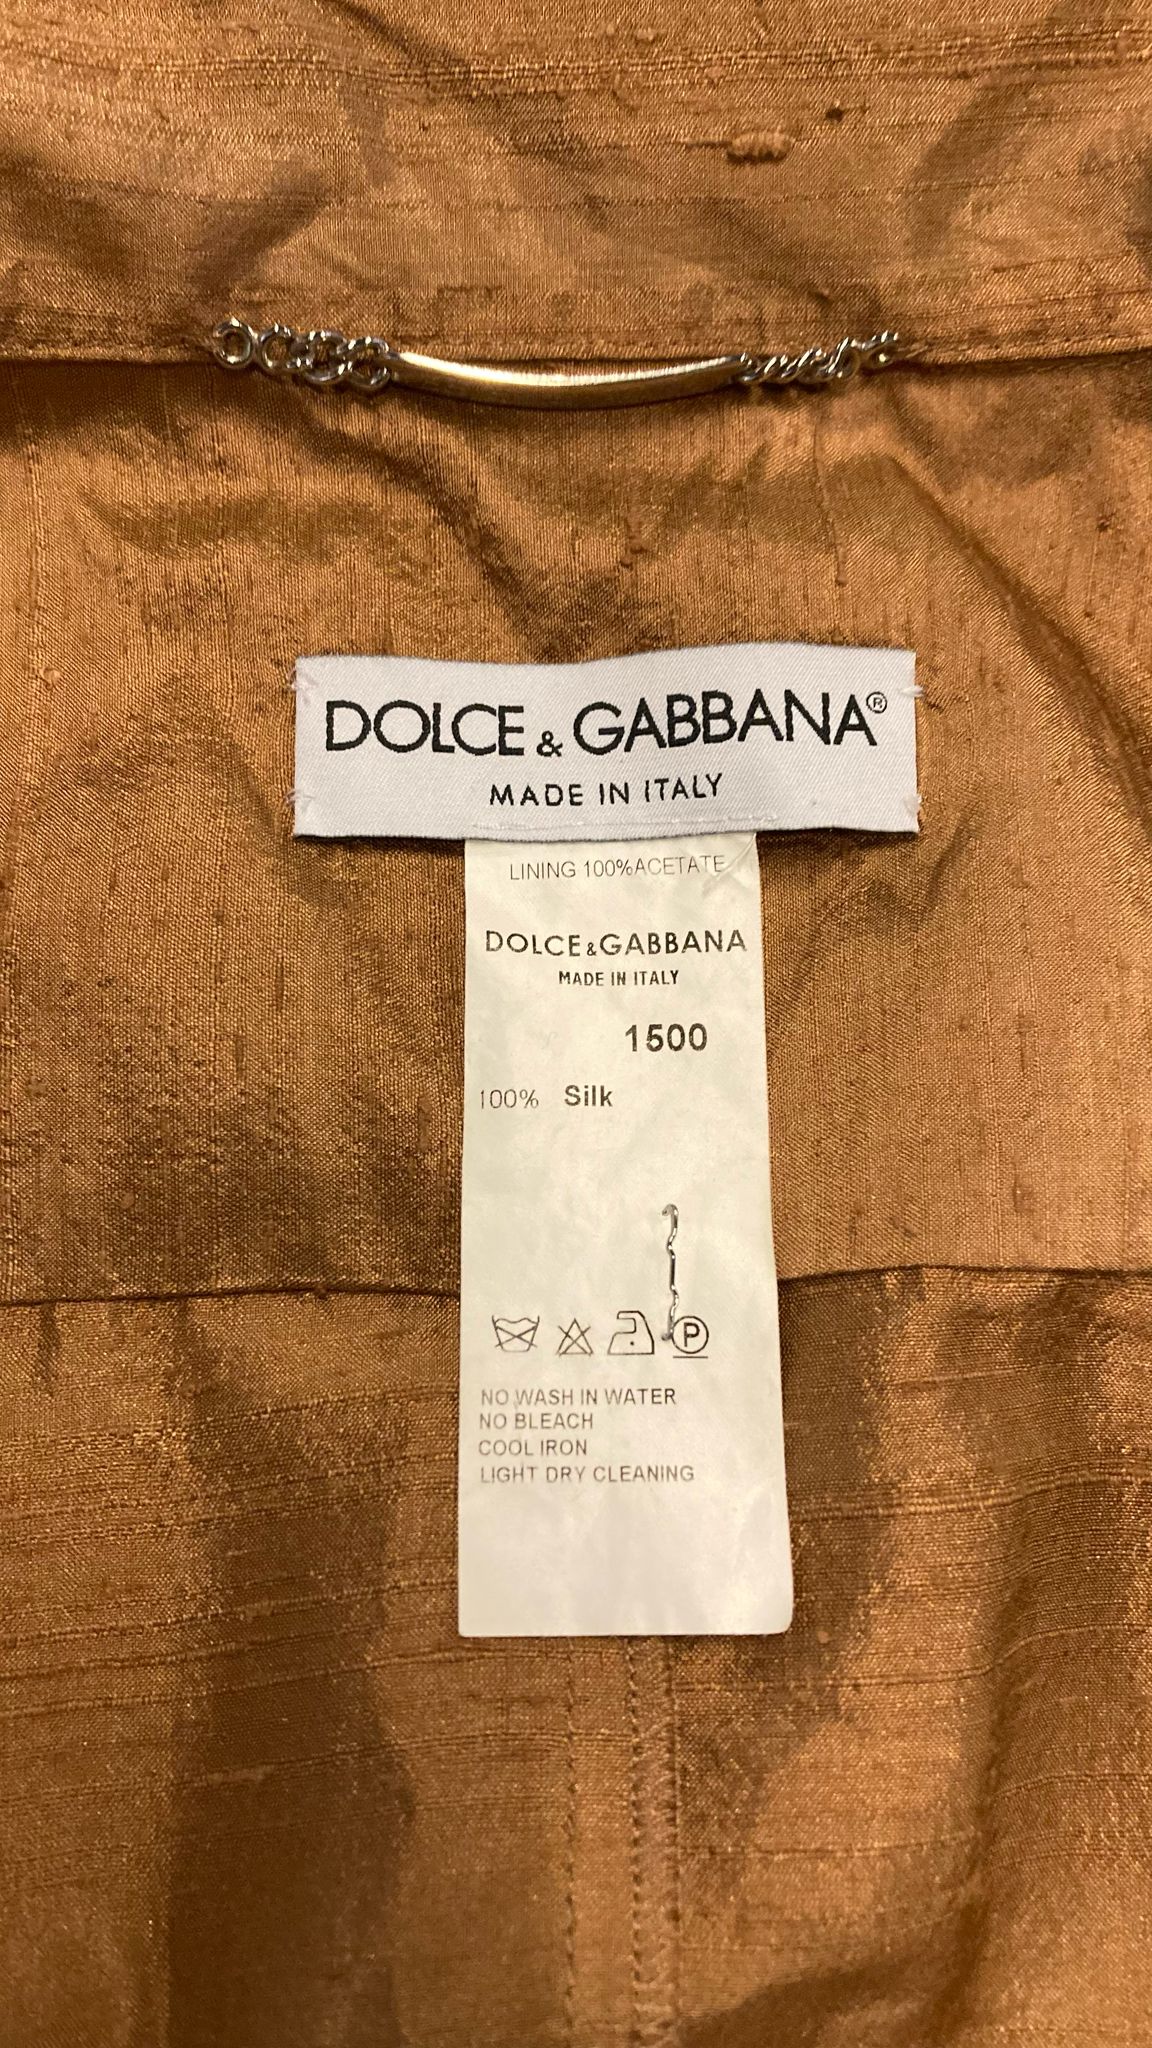 DOLCE & GABBANA®
MADE IN ITALY
LINING 100%ACETATE
DOLCE&GABBANA
MADE IN ITALY
1500
100% Silk
P
NO WASH IN WATER
NO BLEACH
COOL IRON
LIGHT DRY CLEANING